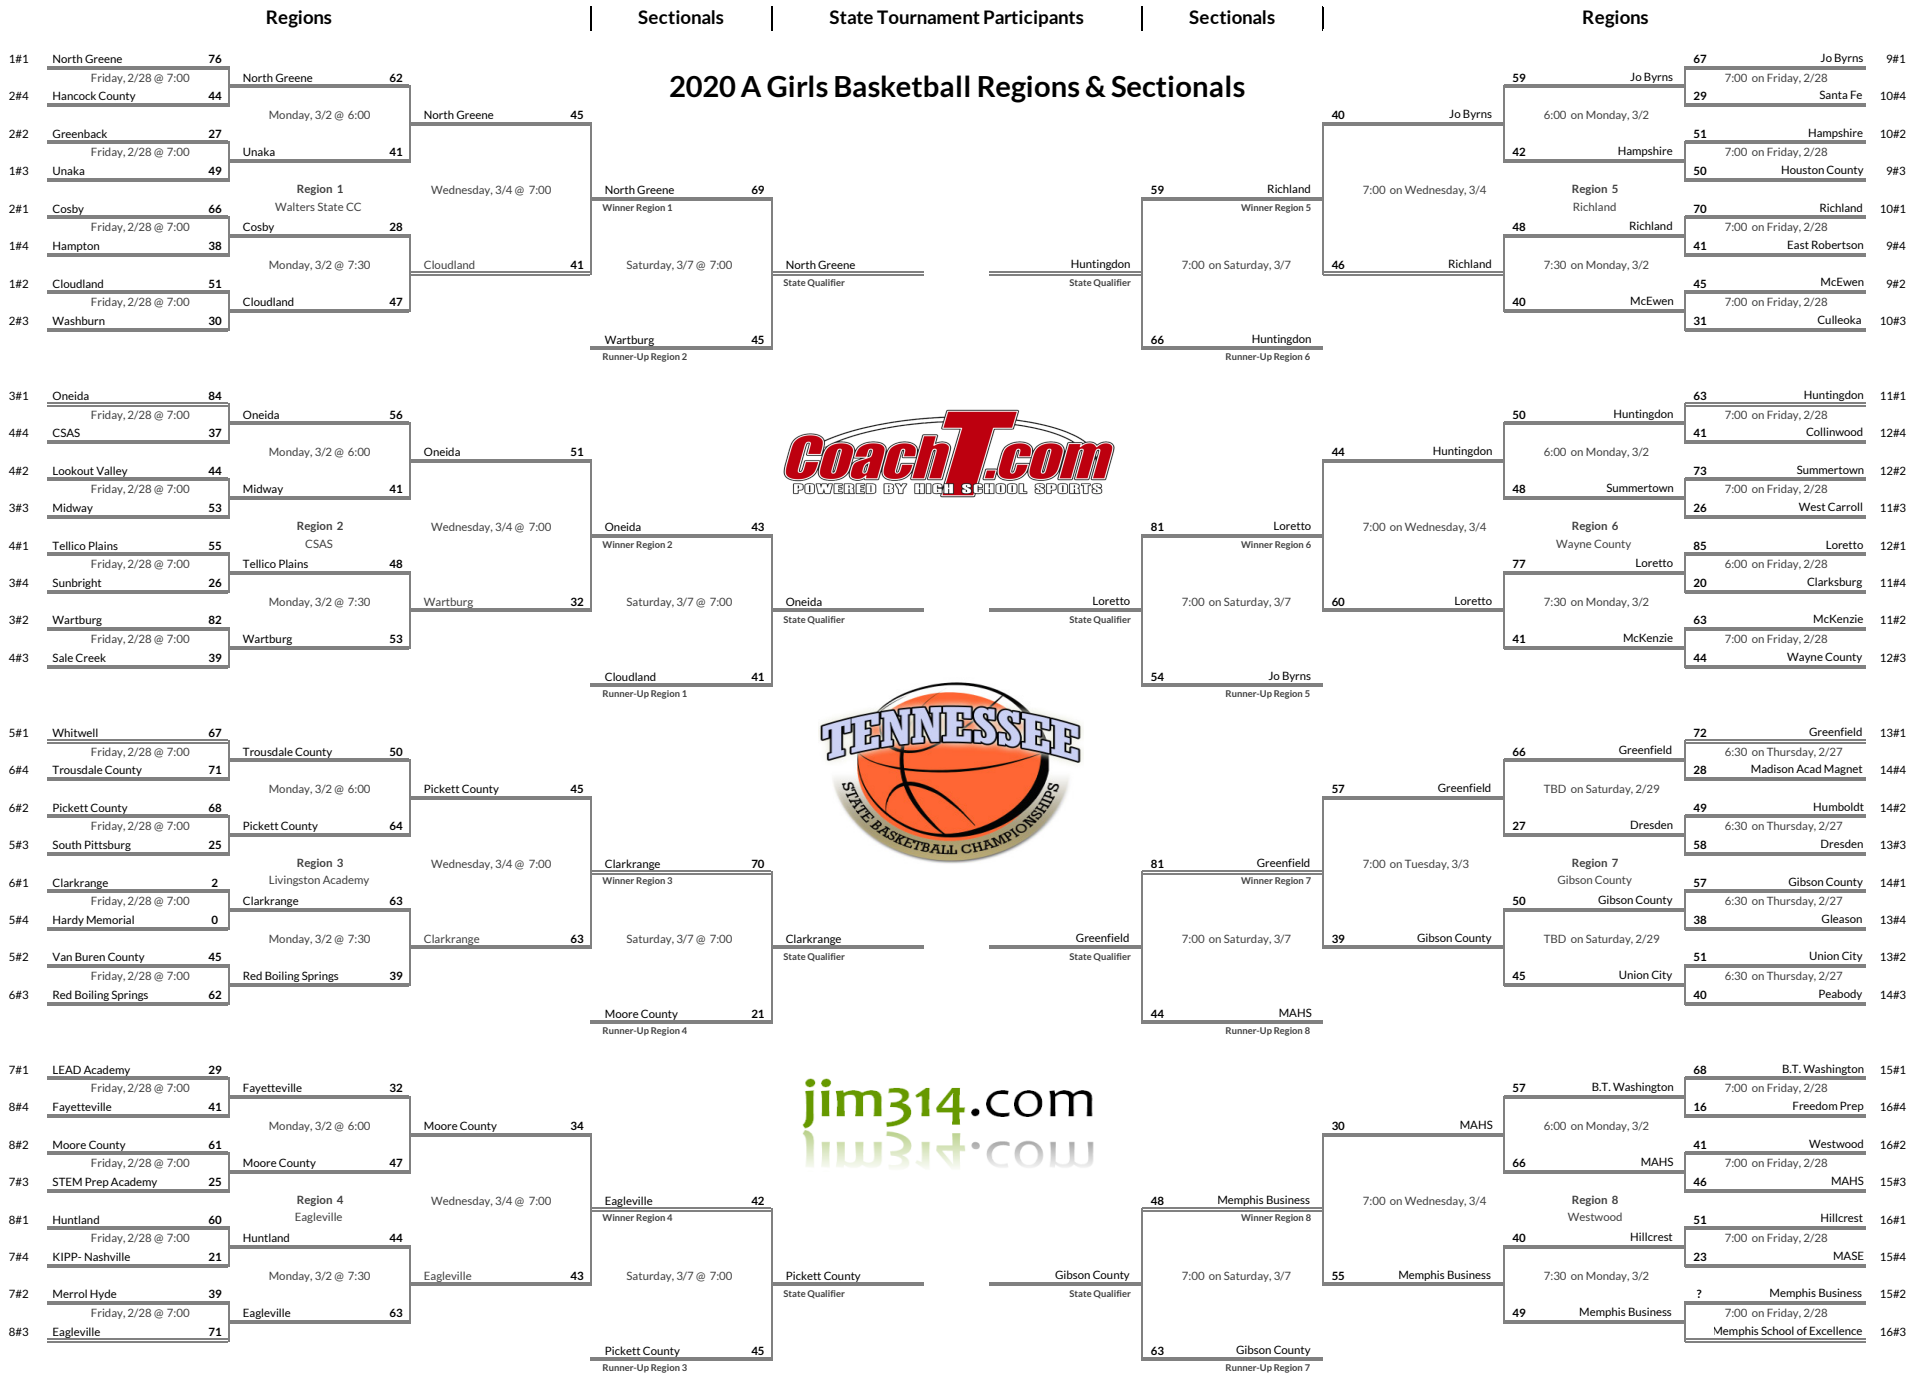 Regions Sectionals State Tournament Participants Sectionals Regions
2020 A Girls Basketball Regions & Sectionals
1#1 North Greene 76
Friday, 2/28 @ 7:00
2#4 Hancock County 44
2#2 Greenback 27
Friday, 2/28 @ 7:00
1#3 Unaka 49
2#1 Cosby 66
Friday, 2/28 @ 7:00
1#4 Hampton 38
1#2 Cloudland 51
Friday, 2/28 @ 7:00
2#3 Washburn 30
North Greene 62
Monday, 3/2 @ 6:00
Unaka 41
Region 1
Walters State CC
Cosby 28
Monday, 3/2 @ 7:30
Cloudland 47
North Greene 45
Wednesday, 3/4 @ 7:00
Cloudland 41
North Greene 69
Winner Region 1
Saturday, 3/7 @ 7:00
Wartburg 45
Runner-Up Region 2
North Greene
State Qualifier
3#1 Oneida 84
Friday, 2/28 @ 7:00
4#4 CSAS 37
4#2 Lookout Valley 44
Friday, 2/28 @ 7:00
3#3 Midway 53
4#1 Tellico Plains 55
Friday, 2/28 @ 7:00
3#4 Sunbright 26
3#2 Wartburg 82
Friday, 2/28 @ 7:00
4#3 Sale Creek 39
Oneida 56
Monday, 3/2 @ 6:00
Midway 41
Region 2
CSAS
Tellico Plains 48
Monday, 3/2 @ 7:30
Wartburg 53
Oneida 51
Wednesday, 3/4 @ 7:00
Wartburg 32
Oneida 43
Winner Region 2
Saturday, 3/7 @ 7:00
Cloudland 41
Runner-Up Region 1
Oneida
State Qualifier
5#1 Whitwell 67
Friday, 2/28 @ 7:00
6#4 Trousdale County 71
6#2 Pickett County 68
Friday, 2/28 @ 7:00
5#3 South Pittsburg 25
6#1 Clarkrange 2
Friday, 2/28 @ 7:00
5#4 Hardy Memorial 0
5#2 Van Buren County 45
Friday, 2/28 @ 7:00
6#3 Red Boiling Springs 62
Trousdale County 50
Monday, 3/2 @ 6:00
Pickett County 64
Region 3
Livingston Academy
Clarkrange 63
Monday, 3/2 @ 7:30
Red Boiling Springs 39
Pickett County 45
Wednesday, 3/4 @ 7:00
Clarkrange 63
Clarkrange 70
Winner Region 3
Saturday, 3/7 @ 7:00
Moore County 21
Runner-Up Region 4
Clarkrange
State Qualifier
7#1 LEAD Academy 29
Friday, 2/28 @ 7:00
8#4 Fayetteville 41
8#2 Moore County 61
Friday, 2/28 @ 7:00
7#3 STEM Prep Academy 25
8#1 Huntland 60
Friday, 2/28 @ 7:00
7#4 KIPP- Nashville 21
7#2 Merrol Hyde 39
Friday, 2/28 @ 7:00
8#3 Eagleville 71
Fayetteville 32
Monday, 3/2 @ 6:00
Moore County 47
Region 4
Eagleville
Huntland 44
Monday, 3/2 @ 7:30
Eagleville 63
Moore County 34
Wednesday, 3/4 @ 7:00
Eagleville 43
Eagleville 42
Winner Region 4
Saturday, 3/7 @ 7:00
Pickett County 45
Runner-Up Region 3
Pickett County
State Qualifier
CoachT.com
POWERED BY HIGH SCHOOL SPORTS
TENNESSEE
STATE BASKETBALL CHAMPIONSHIPS
jim314.com
Huntingdon
State Qualifier
59 Richland
Winner Region 5
7:00 on Saturday, 3/7
66 Huntingdon
Runner-Up Region 6
40 Jo Byrns
7:00 on Wednesday, 3/4
46 Richland
59 Jo Byrns
6:00 on Monday, 3/2
42 Hampshire
Region 5
Richland
48 Richland
7:30 on Monday, 3/2
40 McEwen
67 Jo Byrns 9#1
7:00 on Friday, 2/28
29 Santa Fe 10#4
51 Hampshire 10#2
7:00 on Friday, 2/28
50 Houston County 9#3
70 Richland 10#1
7:00 on Friday, 2/28
41 East Robertson 9#4
45 McEwen 9#2
7:00 on Friday, 2/28
31 Culleoka 10#3
Loretto
State Qualifier
81 Loretto
Winner Region 6
7:00 on Saturday, 3/7
54 Jo Byrns
Runner-Up Region 5
44 Huntingdon
7:00 on Wednesday, 3/4
60 Loretto
50 Huntingdon
6:00 on Monday, 3/2
48 Summertown
Region 6
Wayne County
77 Loretto
7:30 on Monday, 3/2
41 McKenzie
63 Huntingdon 11#1
7:00 on Friday, 2/28
41 Collinwood 12#4
73 Summertown 12#2
7:00 on Friday, 2/28
26 West Carroll 11#3
85 Loretto 12#1
6:00 on Friday, 2/28
20 Clarksburg 11#4
63 McKenzie 11#2
7:00 on Friday, 2/28
44 Wayne County 12#3
Greenfield
State Qualifier
81 Greenfield
Winner Region 7
7:00 on Saturday, 3/7
44 MAHS
Runner-Up Region 8
57 Greenfield
7:00 on Tuesday, 3/3
39 Gibson County
66 Greenfield
TBD on Saturday, 2/29
27 Dresden
Region 7
Gibson County
50 Gibson County
TBD on Saturday, 2/29
45 Union City
72 Greenfield 13#1
6:30 on Thursday, 2/27
28 Madison Acad Magnet 14#4
49 Humboldt 14#2
6:30 on Thursday, 2/27
58 Dresden 13#3
57 Gibson County 14#1
6:30 on Thursday, 2/27
38 Gleason 13#4
51 Union City 13#2
6:30 on Thursday, 2/27
40 Peabody 14#3
Gibson County
State Qualifier
48 Memphis Business
Winner Region 8
7:00 on Saturday, 3/7
63 Gibson County
Runner-Up Region 7
30 MAHS
7:00 on Wednesday, 3/4
55 Memphis Business
57 B.T. Washington
6:00 on Monday, 3/2
66 MAHS
Region 8
Westwood
40 Hillcrest
7:30 on Monday, 3/2
49 Memphis Business
68 B.T. Washington 15#1
7:00 on Friday, 2/28
16 Freedom Prep 16#4
41 Westwood 16#2
7:00 on Friday, 2/28
46 MAHS 15#3
51 Hillcrest 16#1
7:00 on Friday, 2/28
23 MASE 15#4
? Memphis Business 15#2
7:00 on Friday, 2/28
Memphis School of Excellence 16#3